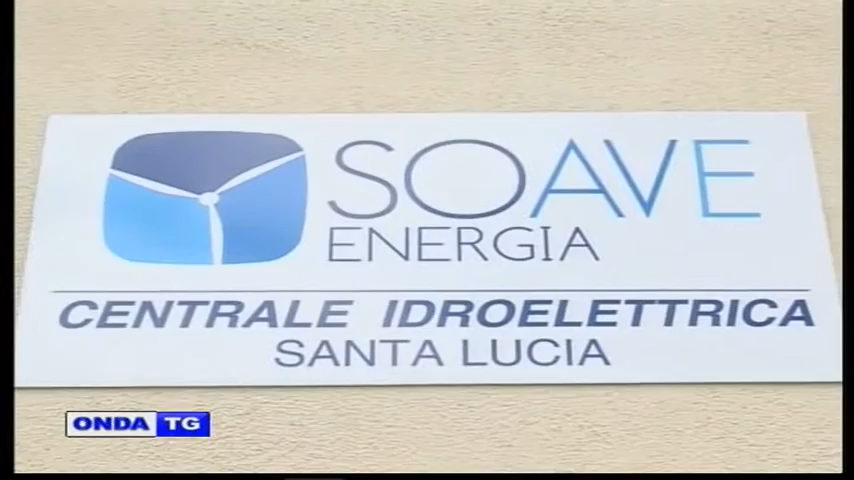 SOAVE
ENERGIA
CENTRALE IDROELETTRICA
SANTA LUCIA
ONDA TG